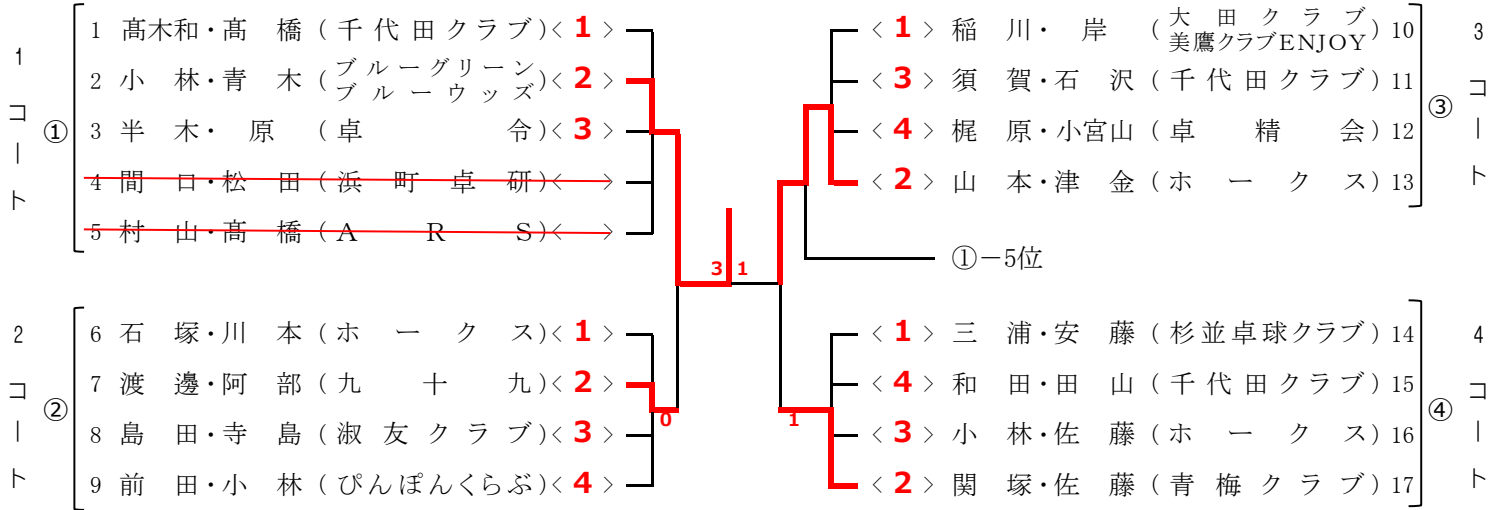 1コート
①
1 髙木和・髙 橋 (千代田クラブ)< 1 >
2 小 林・青 木 (ブルーグリーン ブルーウッズ)< 2 >
3 半 木・ 原 (卓 令)< 3 >
4 間 口・松 田 (浜町卓研)< >
5 村 山・髙 橋 (A R S)< >
2コート
②
6 石 塚・川 本 (ホークス)< 1 >
7 渡 邊・阿 部 (九 十 九)< 2 >
8 島 田・寺 島 (淑友クラブ)< 3 >
9 前 田・小 林 (ぴんぽんくらぶ)< 4 >
3 1
0
1
< 1 > 稲 川・ 岸 (大田クラブ 美鷹クラブENJOY) 10
< 3 > 須 賀・石 沢 (千代田クラブ) 11
< 4 > 梶 原・小宮山 (卓 精 会) 12
< 2 > 山 本・津 金 (ホークス) 13
③
3コート
①−5位
< 1 > 三 浦・安 藤 (杉並卓球クラブ) 14
< 4 > 和 田・田 山 (千代田クラブ) 15
< 3 > 小 林・佐 藤 (ホークス) 16
< 2 > 関 塚・佐 藤 (青梅クラブ) 17
④
4コート